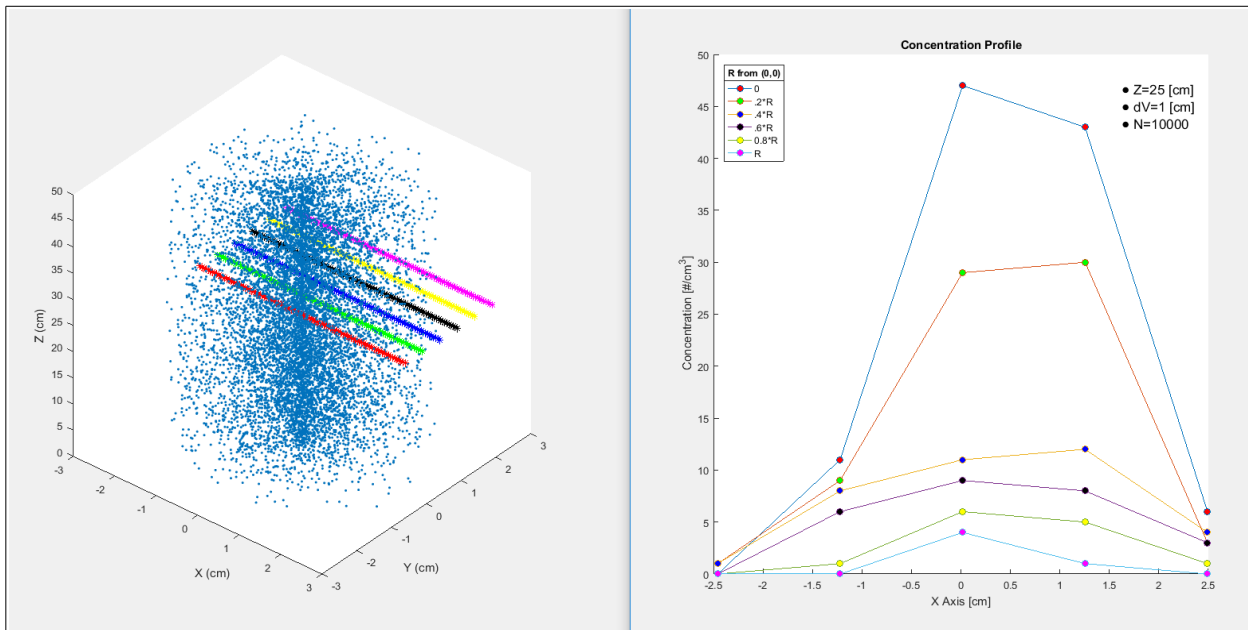 50
45
40
35
30
25
20
15
10
5
0
Z (cm)
-3
-2
-1
0
1
2
3
X (cm)
-3
-2
-1
0
1
2
3
Y (cm)
Concentration Profile
50
45
40
35
30
25
20
15
10
5
0
Concentration [#/cm³]
R from (0,0)
0
.2*R
.4*R
.6*R
0.8*R
R
● Z=25 [cm]
● dV=1 [cm]
● N=10000
-2.5 -2 -1.5 -1 -0.5 0 0.5 1 1.5 2 2.5
X Axis [cm]